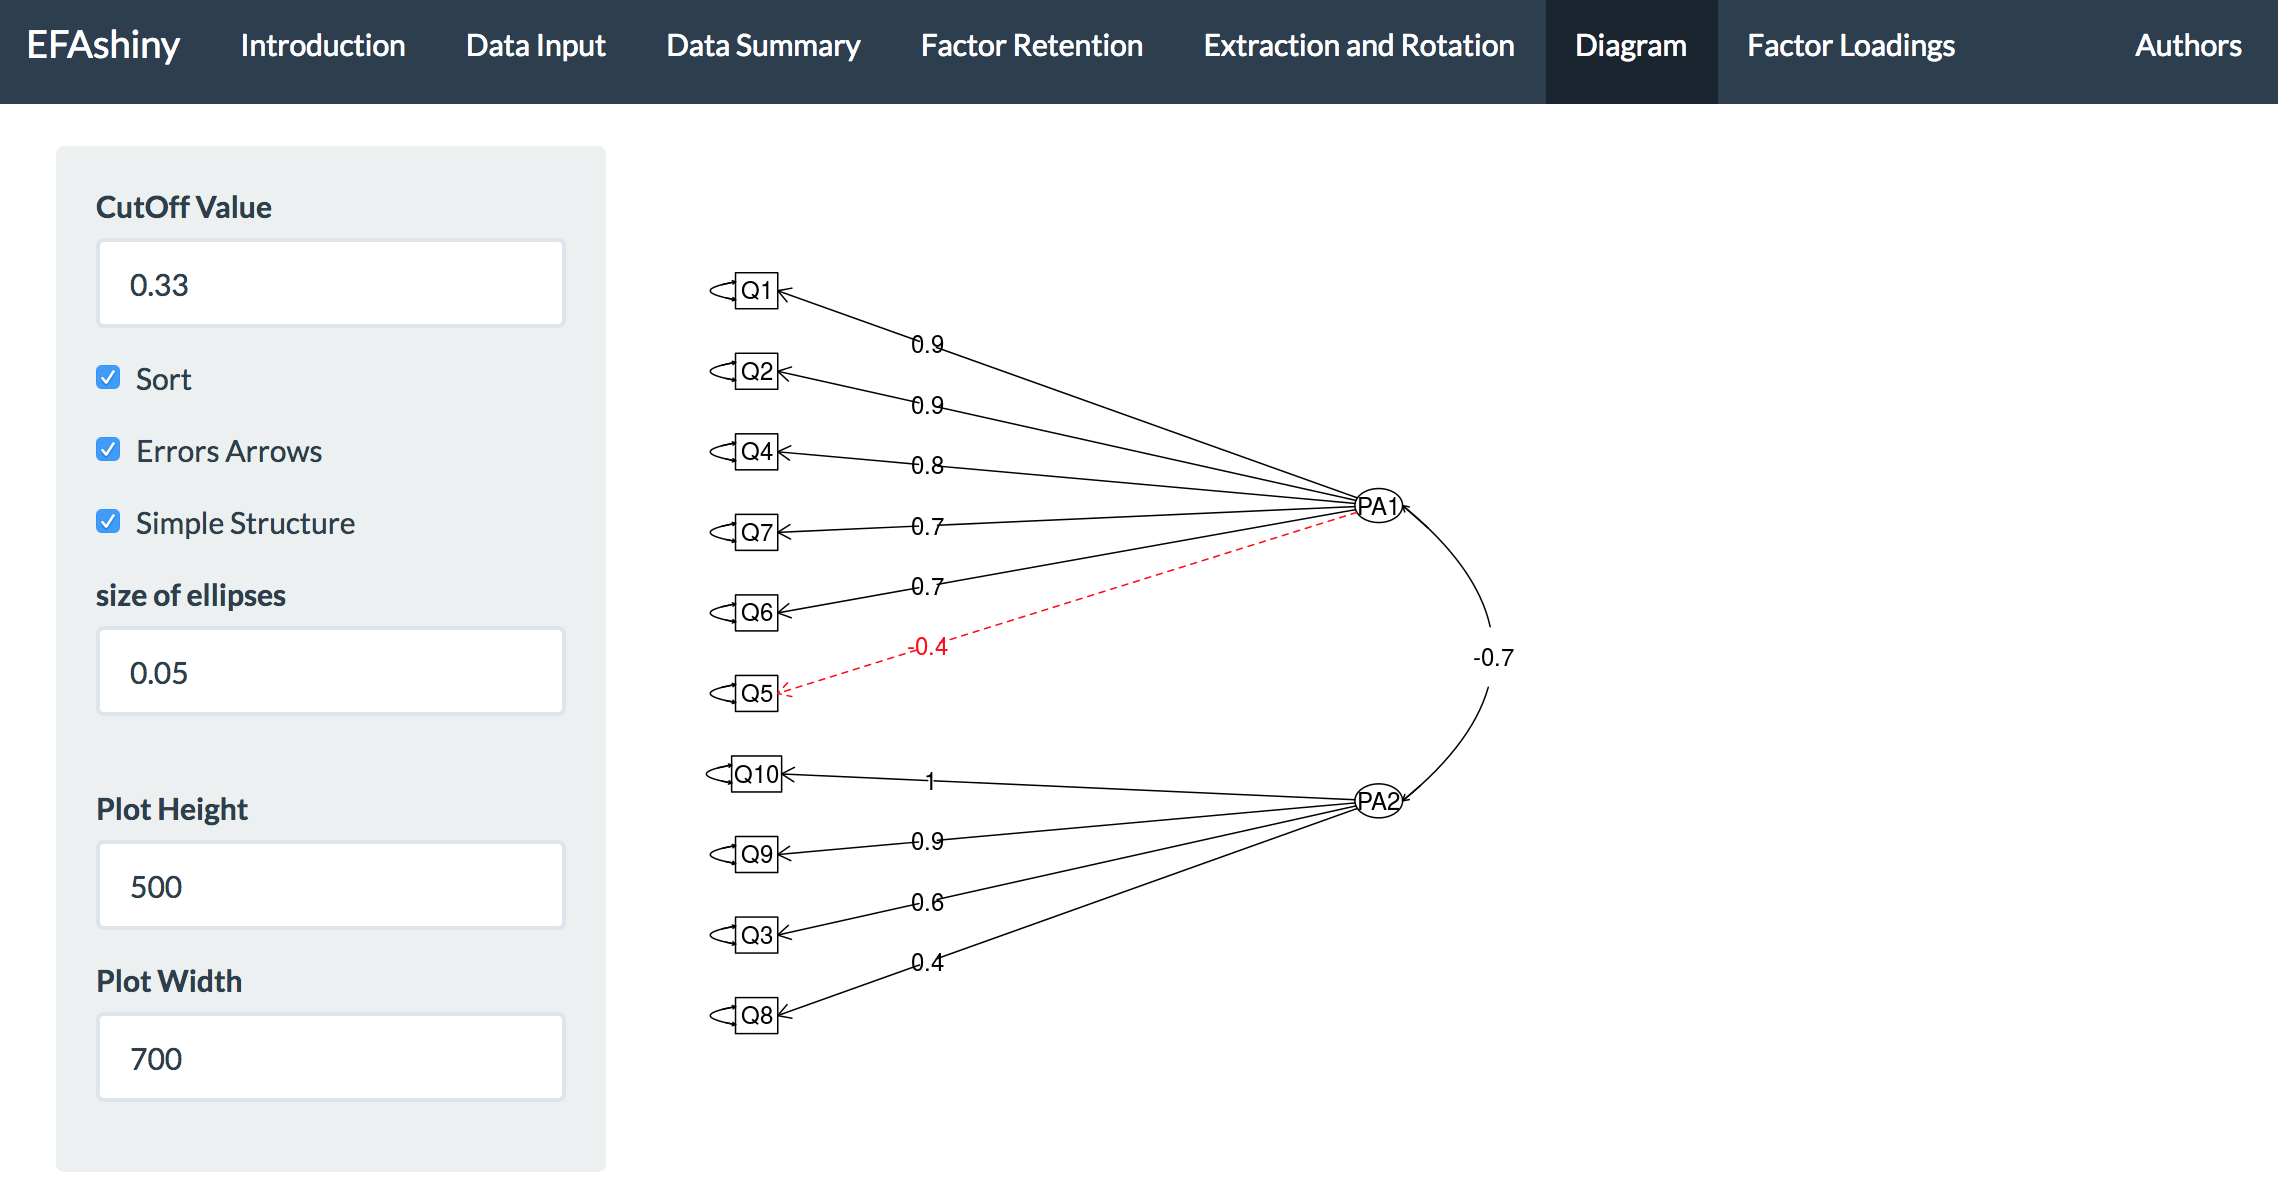 EFAshiny Introduction Data Input Data Summary Factor Retention Extraction and Rotation Diagram Factor Loadings Authors
CutOff Value
0.33
Sort
Errors Arrows
Simple Structure
size of ellipses
0.05
Plot Height
500
Plot Width
700
Q1
0.9
Q2
0.9
Q4
0.8
Q7
0.7
Q6
0.7
Q5
-0.4
PA1
-0.7
Q10
1
PA2
Q9
0.9
Q3
0.6
Q8
0.4